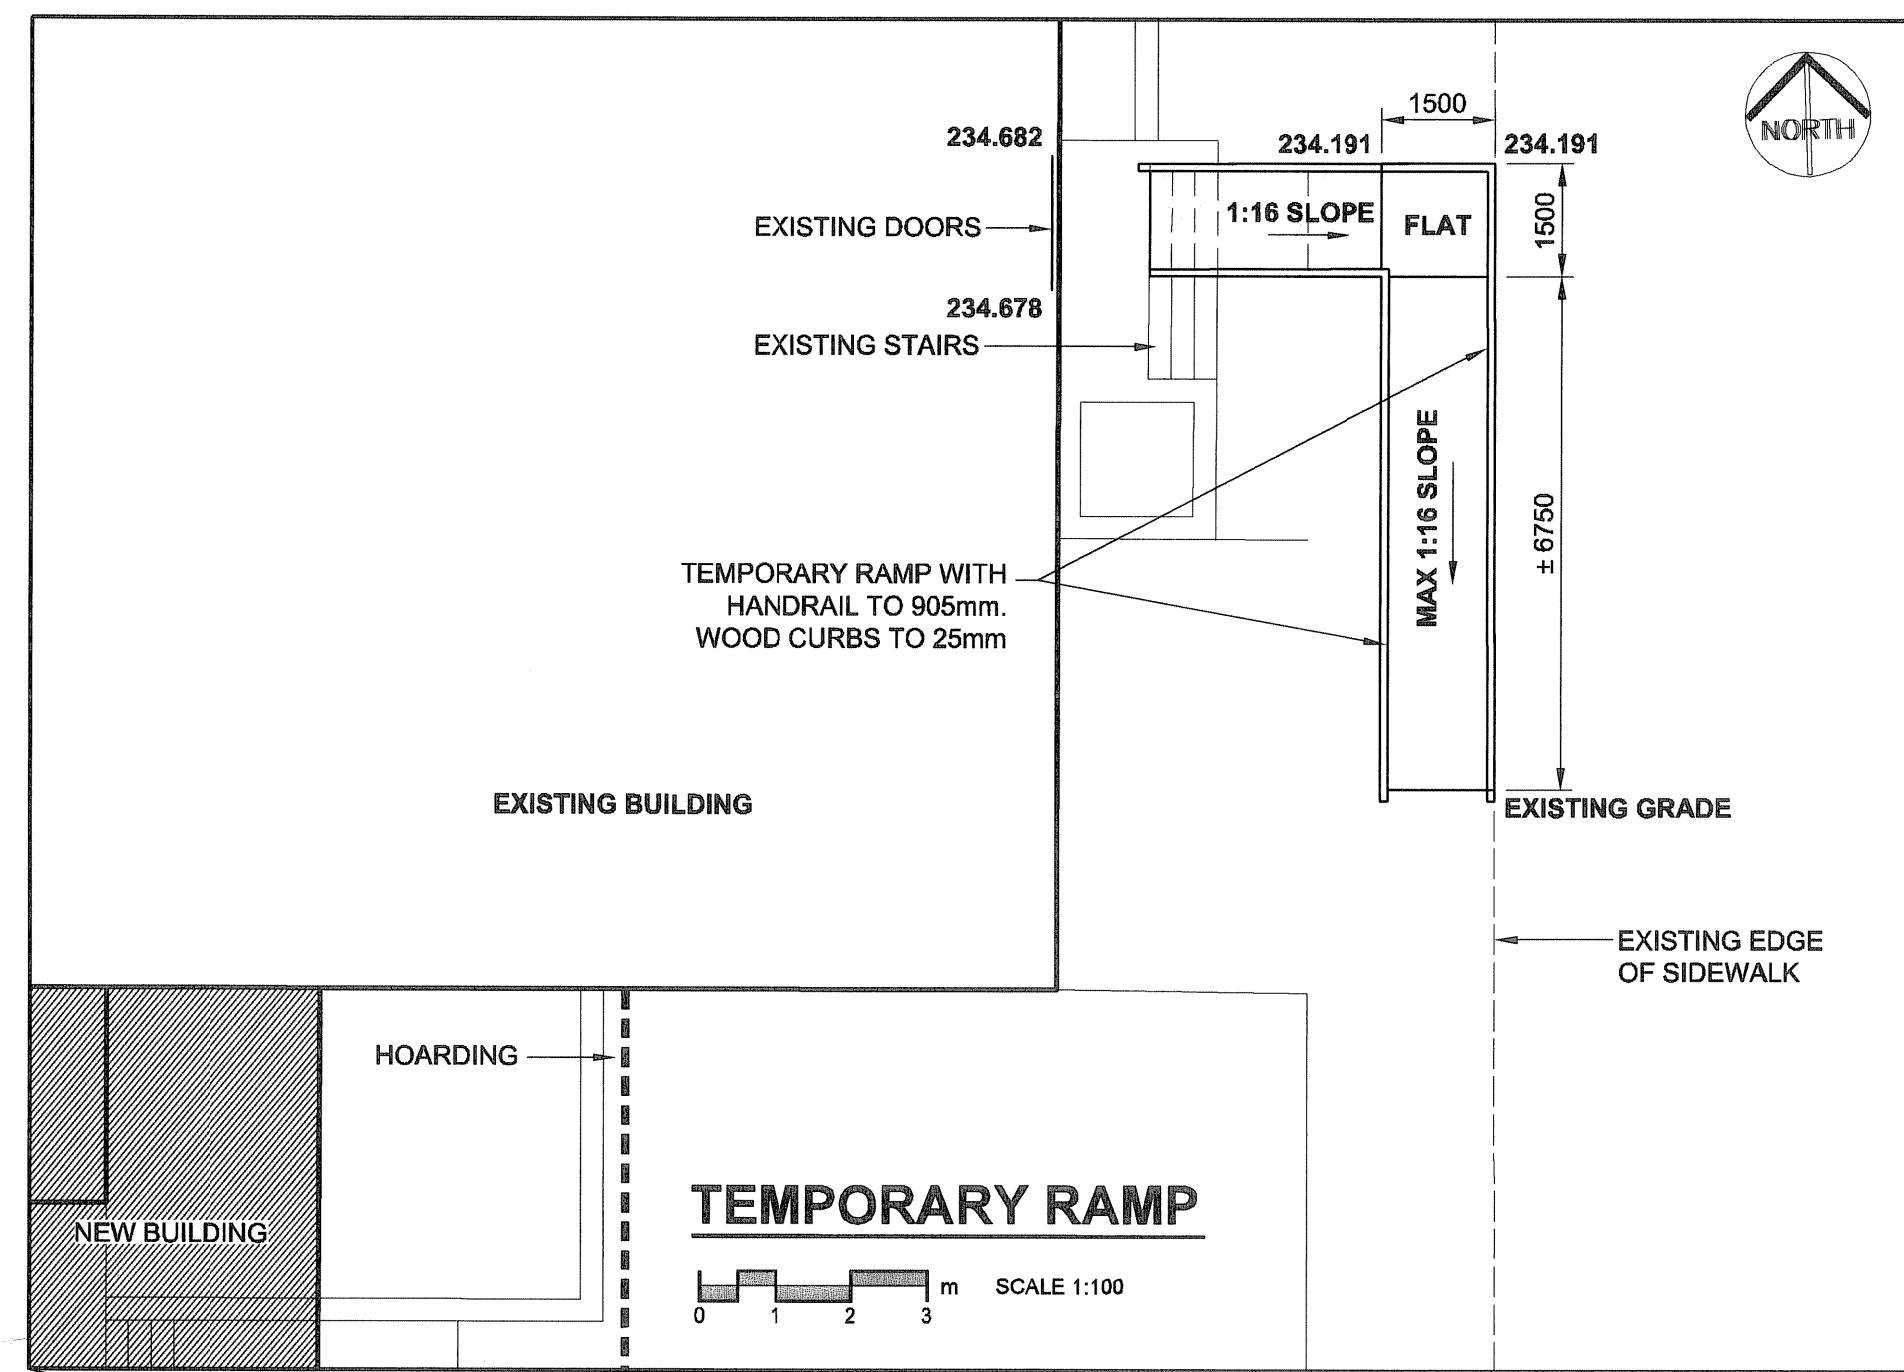 1500
234.682
234.191
234.191
NORTH
EXISTING DOORS
1:16 SLOPE
FLAT
1500
234.678
EXISTING STAIRS
MAX 1:16 SLOPE
± 6750
TEMPORARY RAMP WITH
HANDRAIL TO 905mm.
WOOD CURBS TO 25mm
EXISTING BUILDING
EXISTING GRADE
EXISTING EDGE
OF SIDEWALK
HOARDING
NEW BUILDING
TEMPORARY RAMP
m SCALE 1:100
0 1 2 3